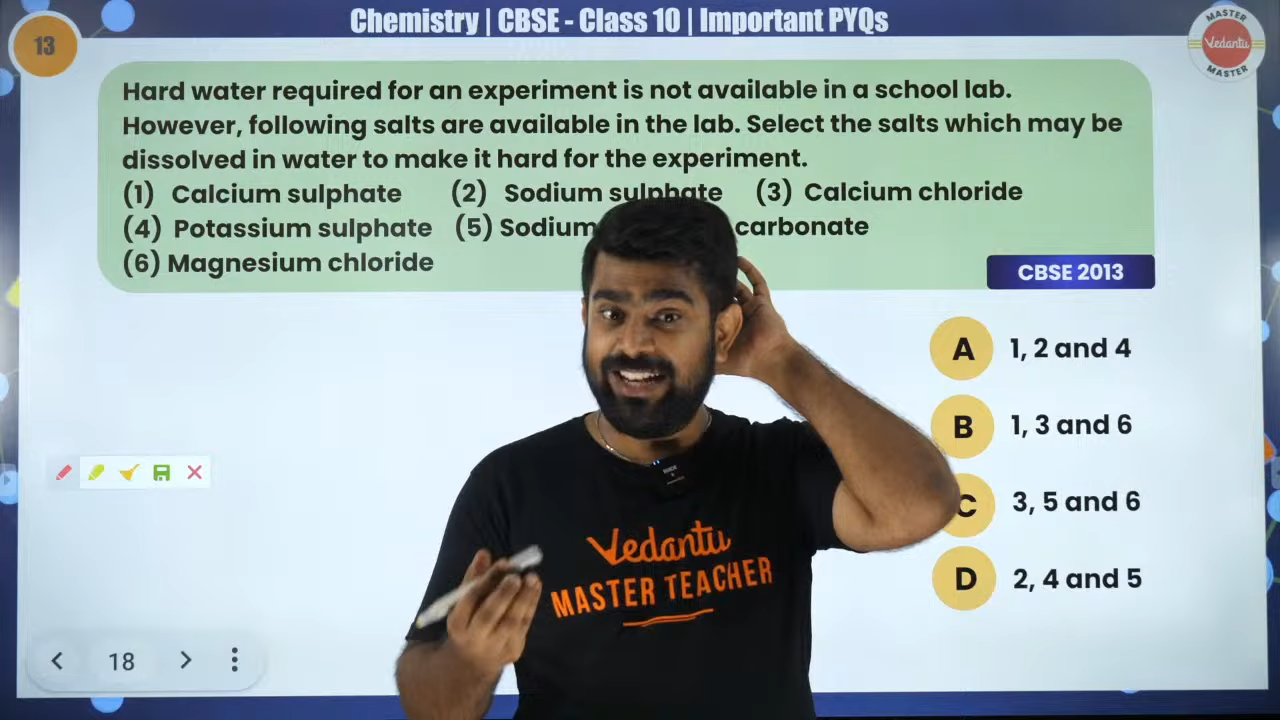 Chemistry | CBSE - Class 10 | Important PYQs
13
MASTER
Vedantu
MASTER
Hard water required for an experiment is not available in a school lab.
However, following salts are available in the lab. Select the salts which may be
dissolved in water to make it hard for the experiment.
(1) Calcium sulphate (2) Sodium sulphate (3) Calcium chloride
(4) Potassium sulphate (5) Sodium carbonate
(6) Magnesium chloride
CBSE 2013
A 1, 2 and 4
B 1, 3 and 6
C 3, 5 and 6
D 2, 4 and 5
Vedantu
MASTER TEACHER
18